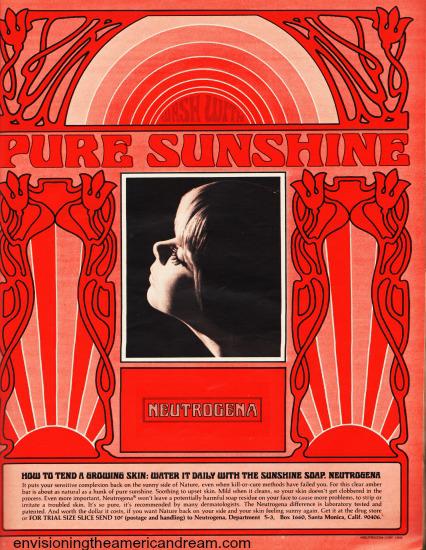 WASH WITH
PURE SUNSHINE
NEUTROGENA
HOW TO TEND A GROWING SKIN: WATER IT DAILY WITH THE SUNSHINE SOAP. NEUTROGENA
It puts your sensitive complexion back on the sunny side of Nature, even when kill-or-cure methods have failed you. For this clear amber
bar is about as natural as a hunk of pure sunshine. Soothing to upset skin. Mild when it cleans, so your skin doesn't get clobbered in the
process. Even more important, Neutrogena® won't leave a potentially harmful soap residue on your face to cause more problems, to strip or
irritate a troubled skin. It's so pure, it's recommended by many dermatologists. The Neutrogena difference is laboratory tested and
patented. And worth the dollar it costs, if you want Nature back on your side and your skin feeling sunny again. Get it at the drug store
or FOR TRIAL SIZE SLICE SEND 10¢ (postage and handling) to Neutrogena, Department S-3, Box 1660, Santa Monica, Calif. 90406.
envisioningtheamericandream.com